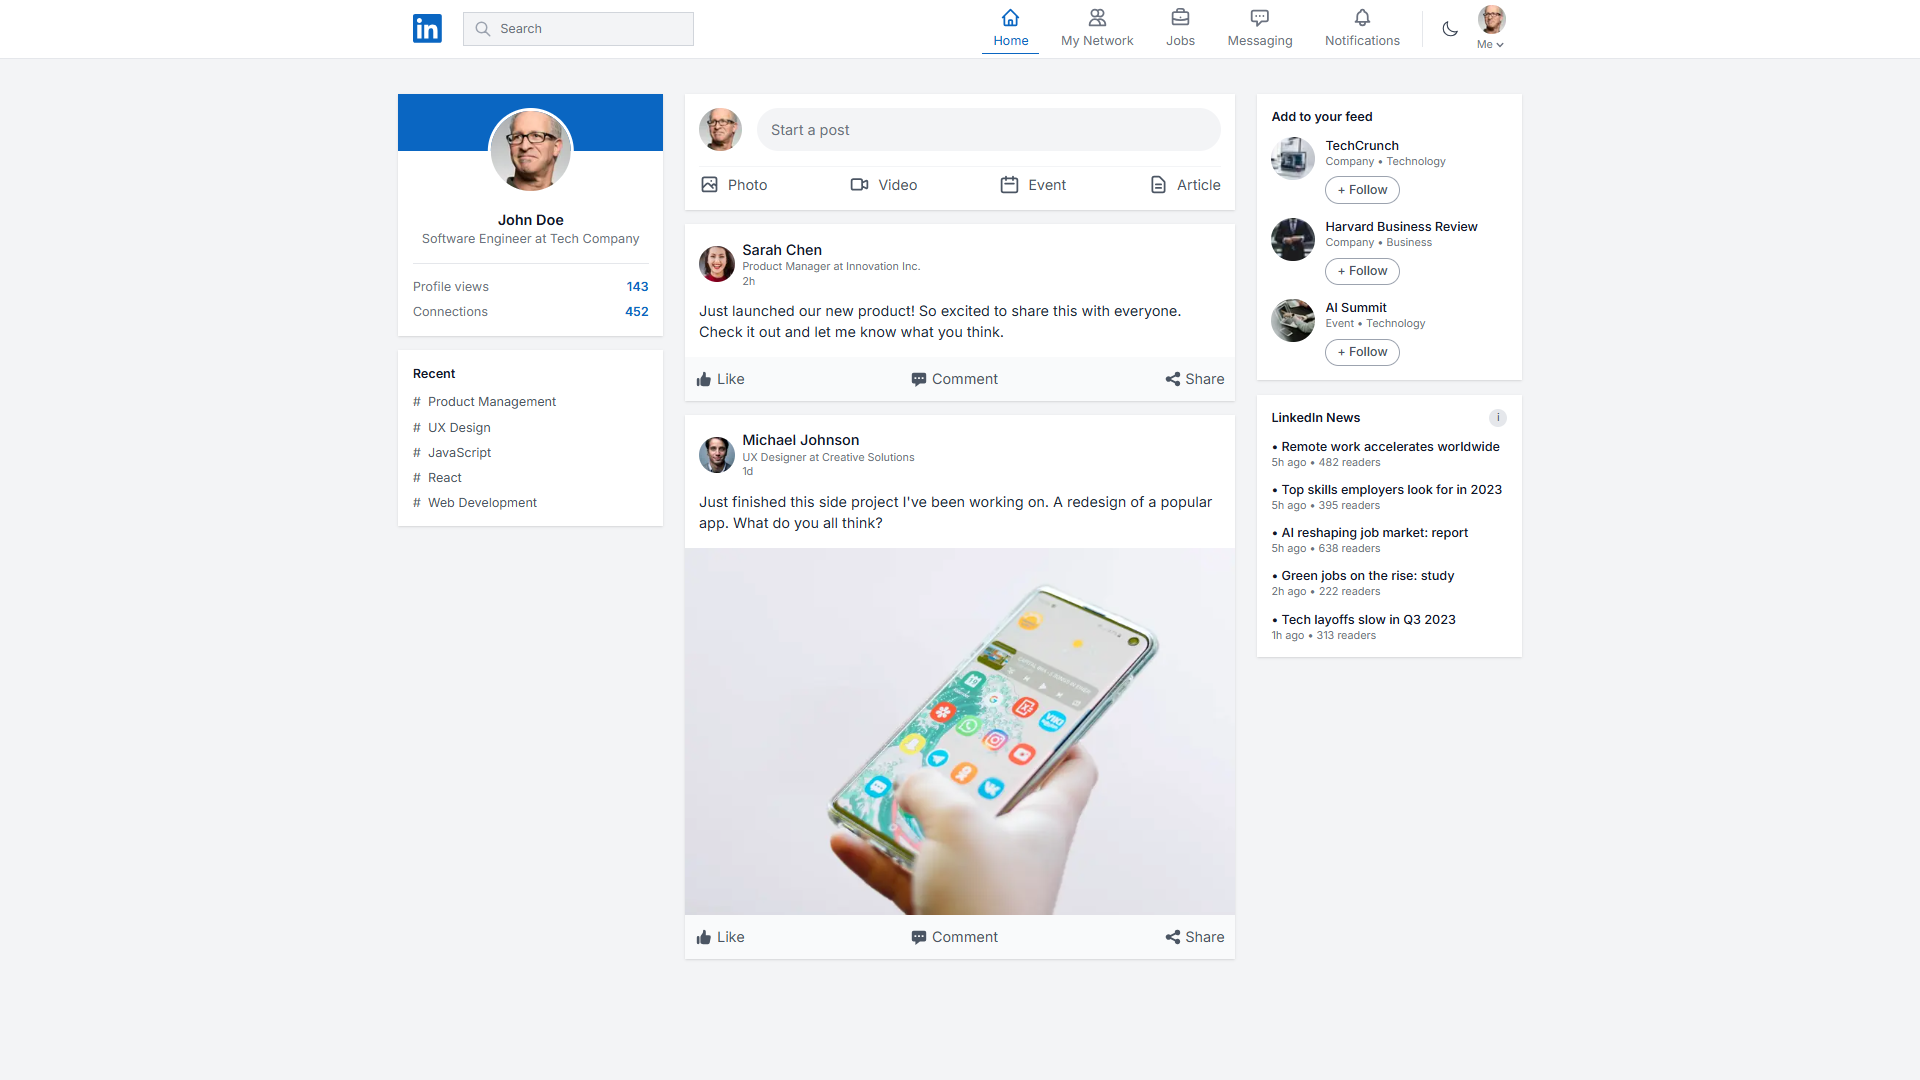 in
Search
Home
My Network
Jobs
Messaging
Notifications
Me
John Doe
Software Engineer at Tech Company
Profile views 143
Connections 452
Recent
# Product Management
# UX Design
# JavaScript
# React
# Web Development
Start a post
Photo
Video
Event
Article
Sarah Chen
Product Manager at Innovation Inc.
2h
Just launched our new product! So excited to share this with everyone.
Check it out and let me know what you think.
Like
Comment
Share
Michael Johnson
UX Designer at Creative Solutions
1d
Just finished this side project I've been working on. A redesign of a popular
app. What do you all think?
Like
Comment
Share
Add to your feed
TechCrunch
Company • Technology
+ Follow
Harvard Business Review
Company • Business
+ Follow
AI Summit
Event • Technology
+ Follow
LinkedIn News
i
• Remote work accelerates worldwide
5h ago • 482 readers
• Top skills employers look for in 2023
5h ago • 395 readers
• AI reshaping job market: report
5h ago • 638 readers
• Green jobs on the rise: study
2h ago • 222 readers
• Tech layoffs slow in Q3 2023
1h ago • 313 readers